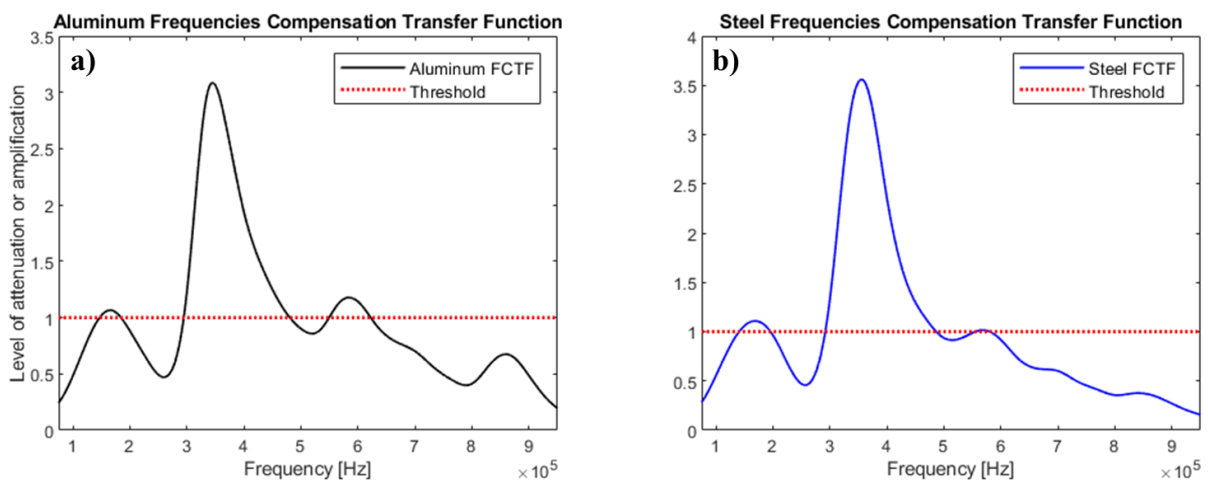 Aluminum Frequencies Compensation Transfer Function
a)
Aluminum FCTF
Threshold
Level of attenuation or amplification
3.5
3
2.5
2
1.5
1
0.5
0
1 2 3 4 5 6 7 8 9
Frequency [Hz]
×10^5
Steel Frequencies Compensation Transfer Function
b)
Steel FCTF
Threshold
4
3.5
3
2.5
2
1.5
1
0.5
0
1 2 3 4 5 6 7 8 9
Frequency [Hz]
×10^5